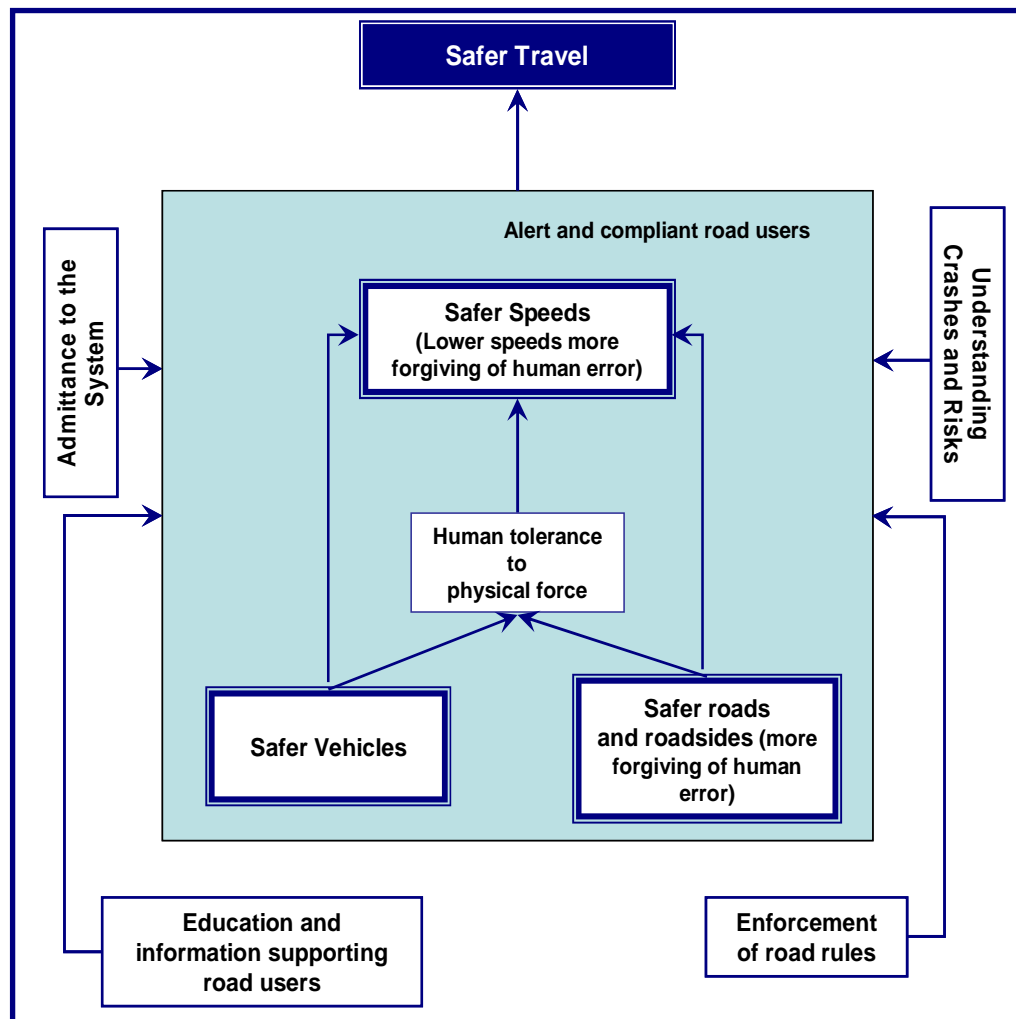 Safer Travel
Alert and compliant road users
Admittance to the
System
Understanding
Crashes and Risks
Safer Speeds
(Lower speeds more
forgiving of human error)
Human tolerance
to
physical force
Safer Vehicles
Safer roads
and roadsides (more
forgiving of human
error)
Education and
information supporting
road users
Enforcement
of road rules